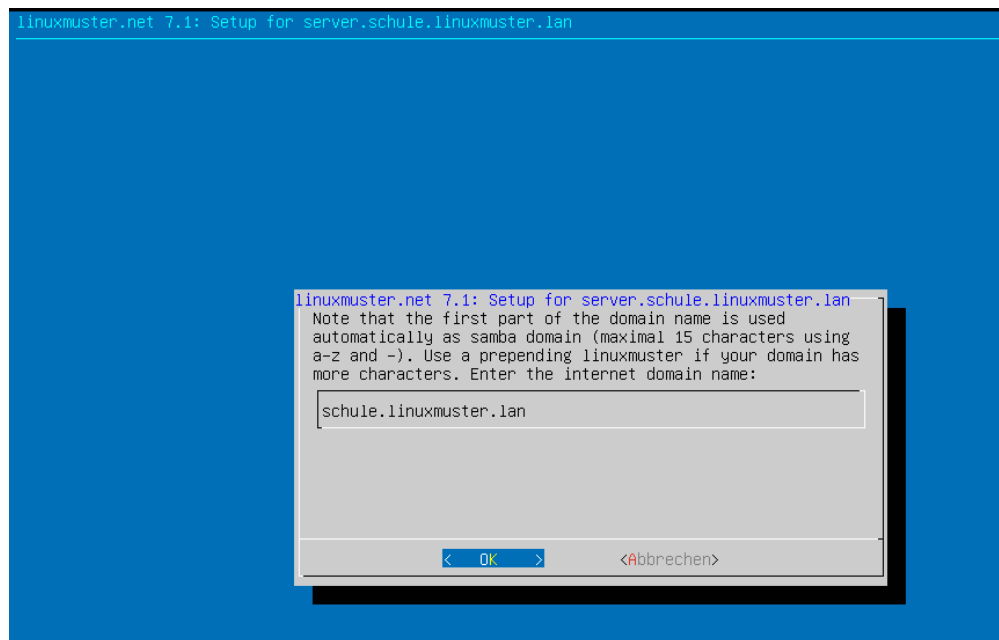 linuxmuster.net 7.1: Setup for server.schule.linuxmuster.lan
linuxmuster.net 7.1: Setup for server.schule.linuxmuster.lan
Note that the first part of the domain name is used
automatically as samba domain (maximal 15 characters using
a-z and -). Use a prepending linuxmuster if your domain has
more characters. Enter the internet domain name:
schule.linuxmuster.lan
< OK > <Abbrechen>